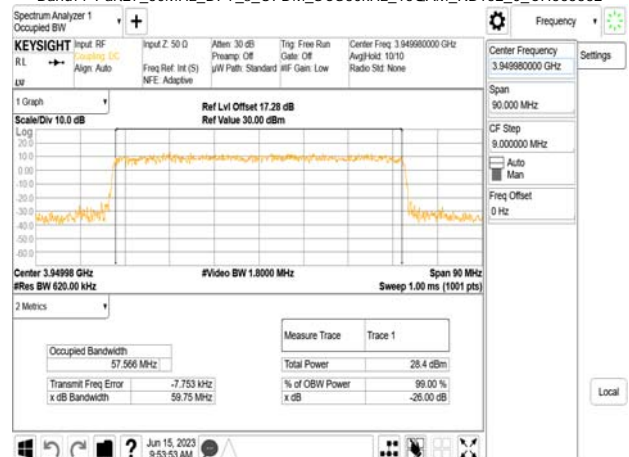 Spectrum Analyzer 1
Occupied BW
Frequency
KEYSIGHT
Input: RF
Coupling: DC
Align: Auto
Input Z: 50 Ω
Freq Ref: Int (S)
NFE: Adaptive
Atten: 30 dB
Preamp: Off
µW Path: Standard
Trig: Free Run
Gate: Off
#IF Gain: Low
Center Freq: 3.949980000 GHz
Avg|Hold: 10/10
Radio Std: None
RL
Center Frequency
3.949980000 GHz
Settings
Span
90.000 MHz
CF Step
9.000000 MHz
Auto
Man
Freq Offset
0 Hz
Local
1 Graph
Scale/Div 10.0 dB
Ref Lvl Offset 17.28 dB
Ref Value 30.00 dBm
Log
20.0
10.0
0.00
-10.0
-20.0
-30.0
-40.0
-50.0
-60.0
Center 3.94998 GHz
#Video BW 1.8000 MHz
Span 90 MHz
#Res BW 620.00 kHz
Sweep 1.00 ms (1001 pts)
2 Metrics
Measure Trace Trace 1
Occupied Bandwidth
57.566 MHz
Total Power 28.4 dBm
Transmit Freq Error -7.753 kHz
% of OBW Power 99.00 %
x dB Bandwidth 59.75 MHz
x dB -26.00 dB
Jun 15, 2023
9:53:53 AM